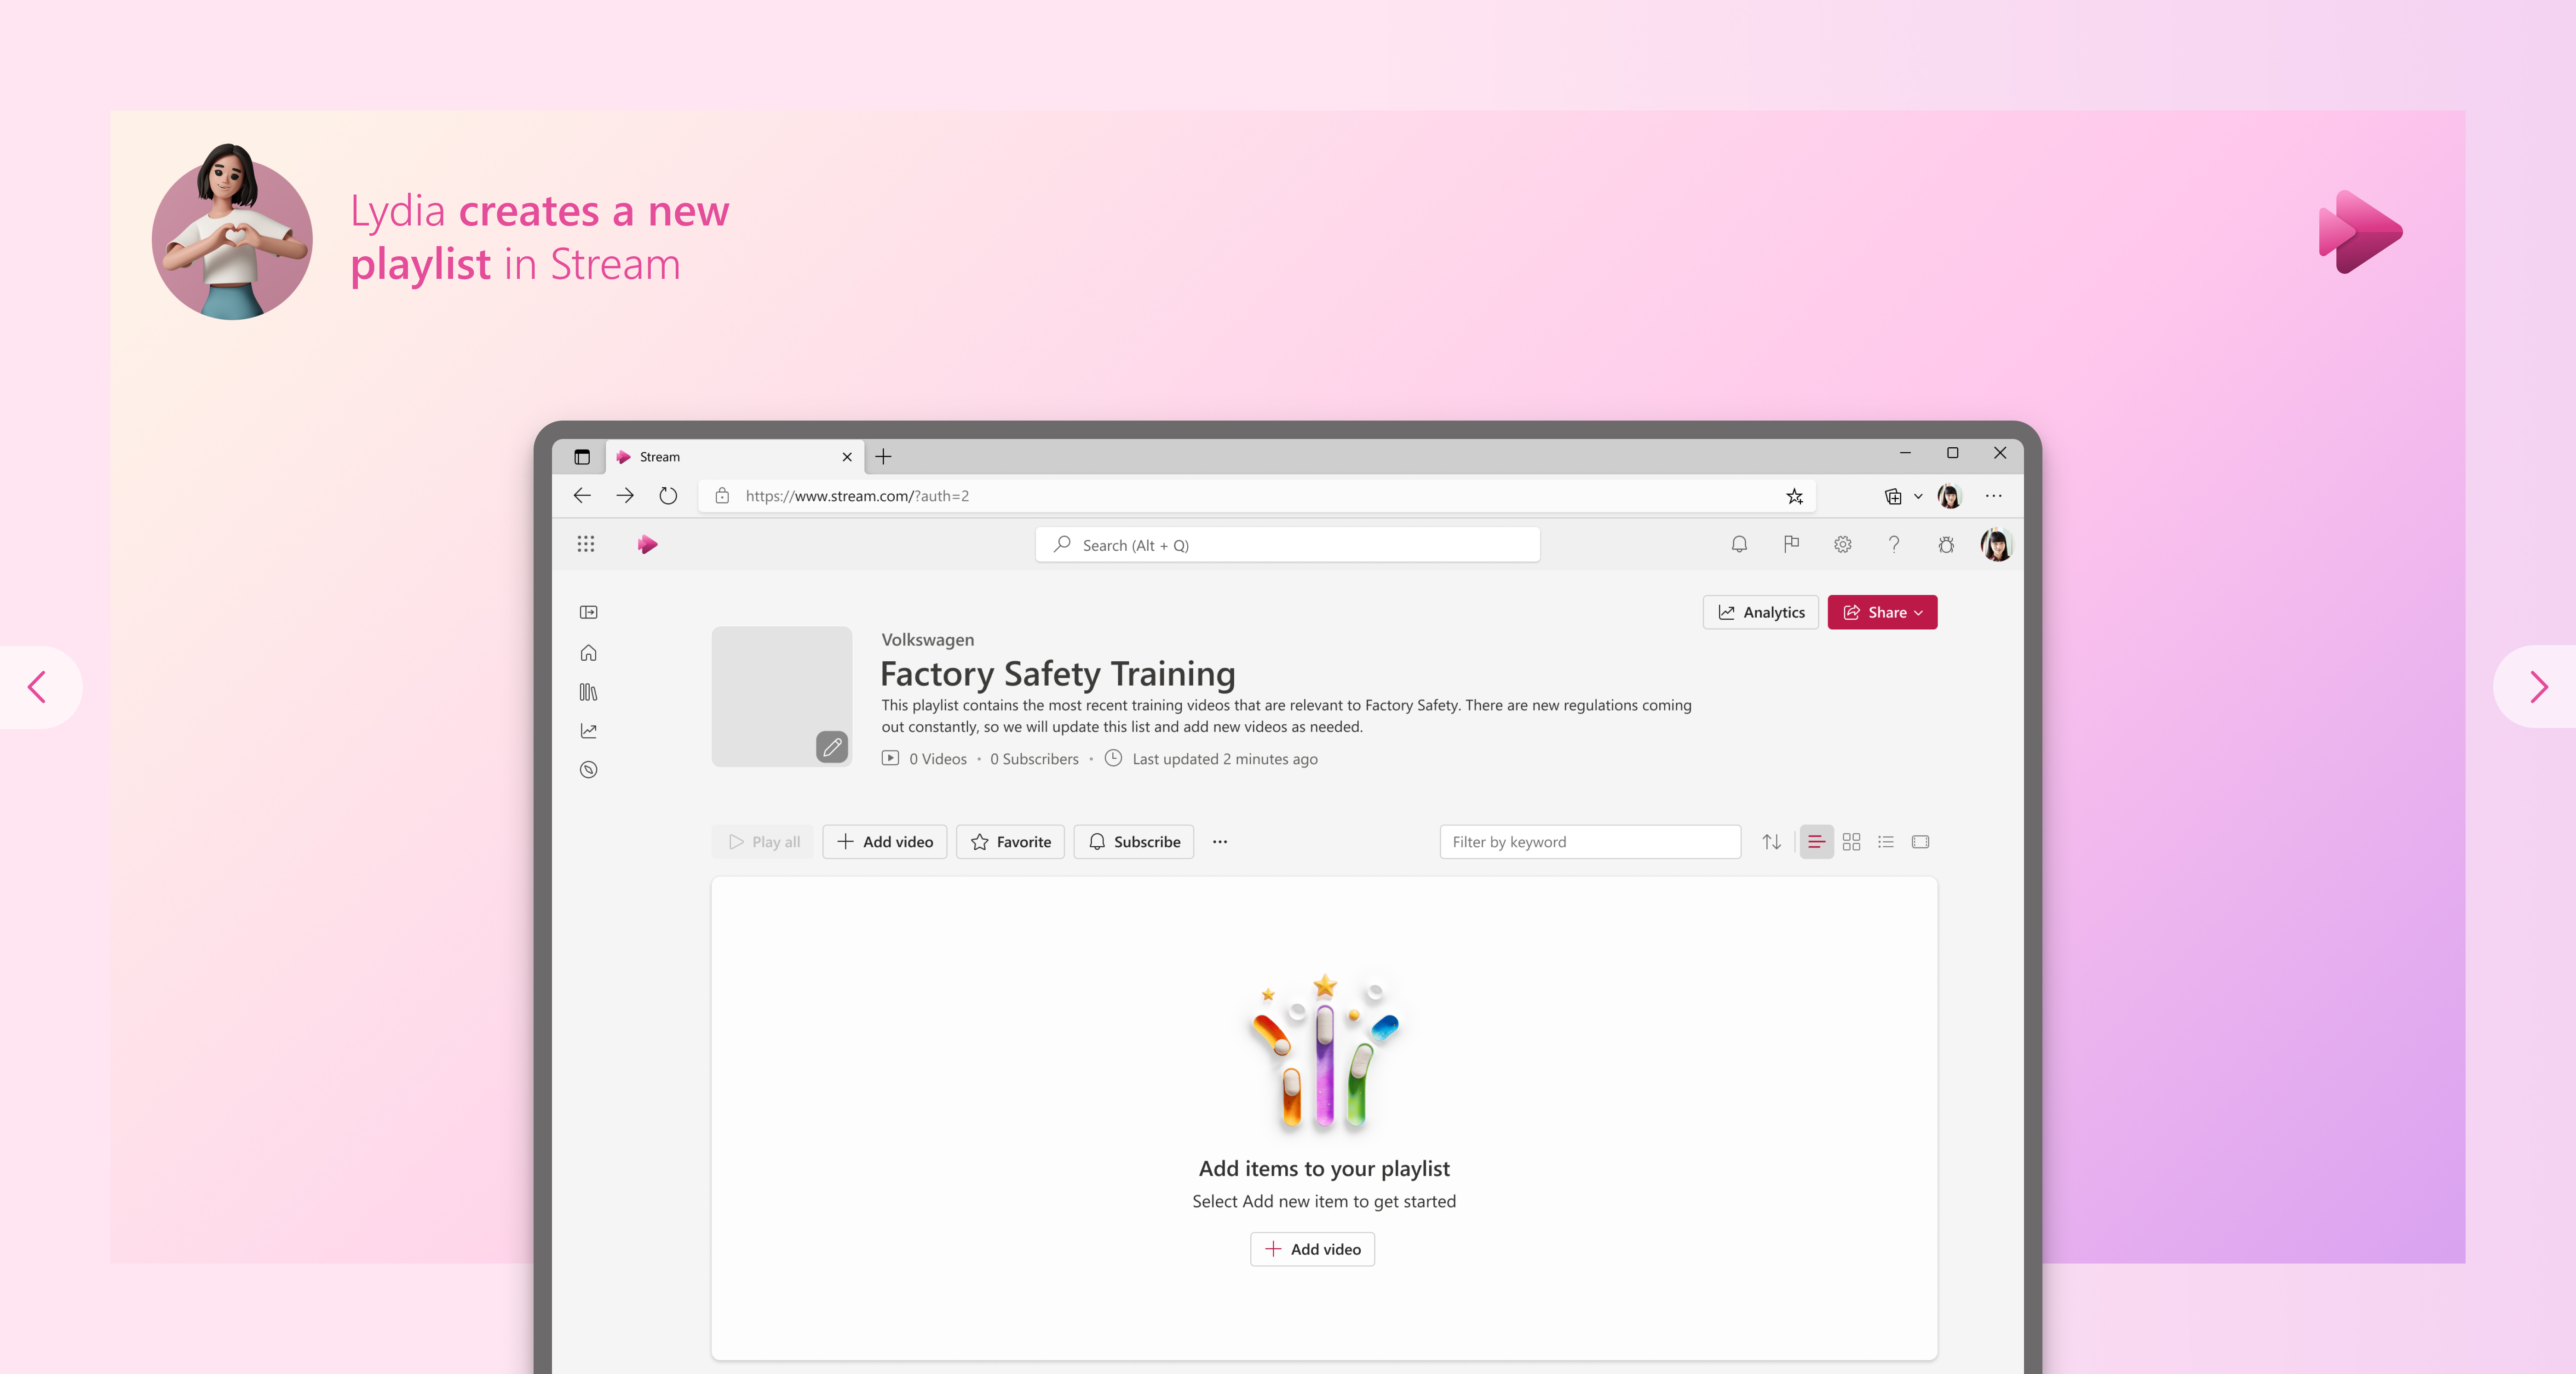 Lydia creates a new
playlist in Stream
Stream
https://www.stream.com/?auth=2
Search (Alt + Q)
Analytics
Share
Volkswagen
Factory Safety Training
This playlist contains the most recent training videos that are relevant to Factory Safety. There are new regulations coming
out constantly, so we will update this list and add new videos as needed.
0 Videos • 0 Subscribers • Last updated 2 minutes ago
Play all
Add video
Favorite
Subscribe
Filter by keyword
Add items to your playlist
Select Add new item to get started
Add video